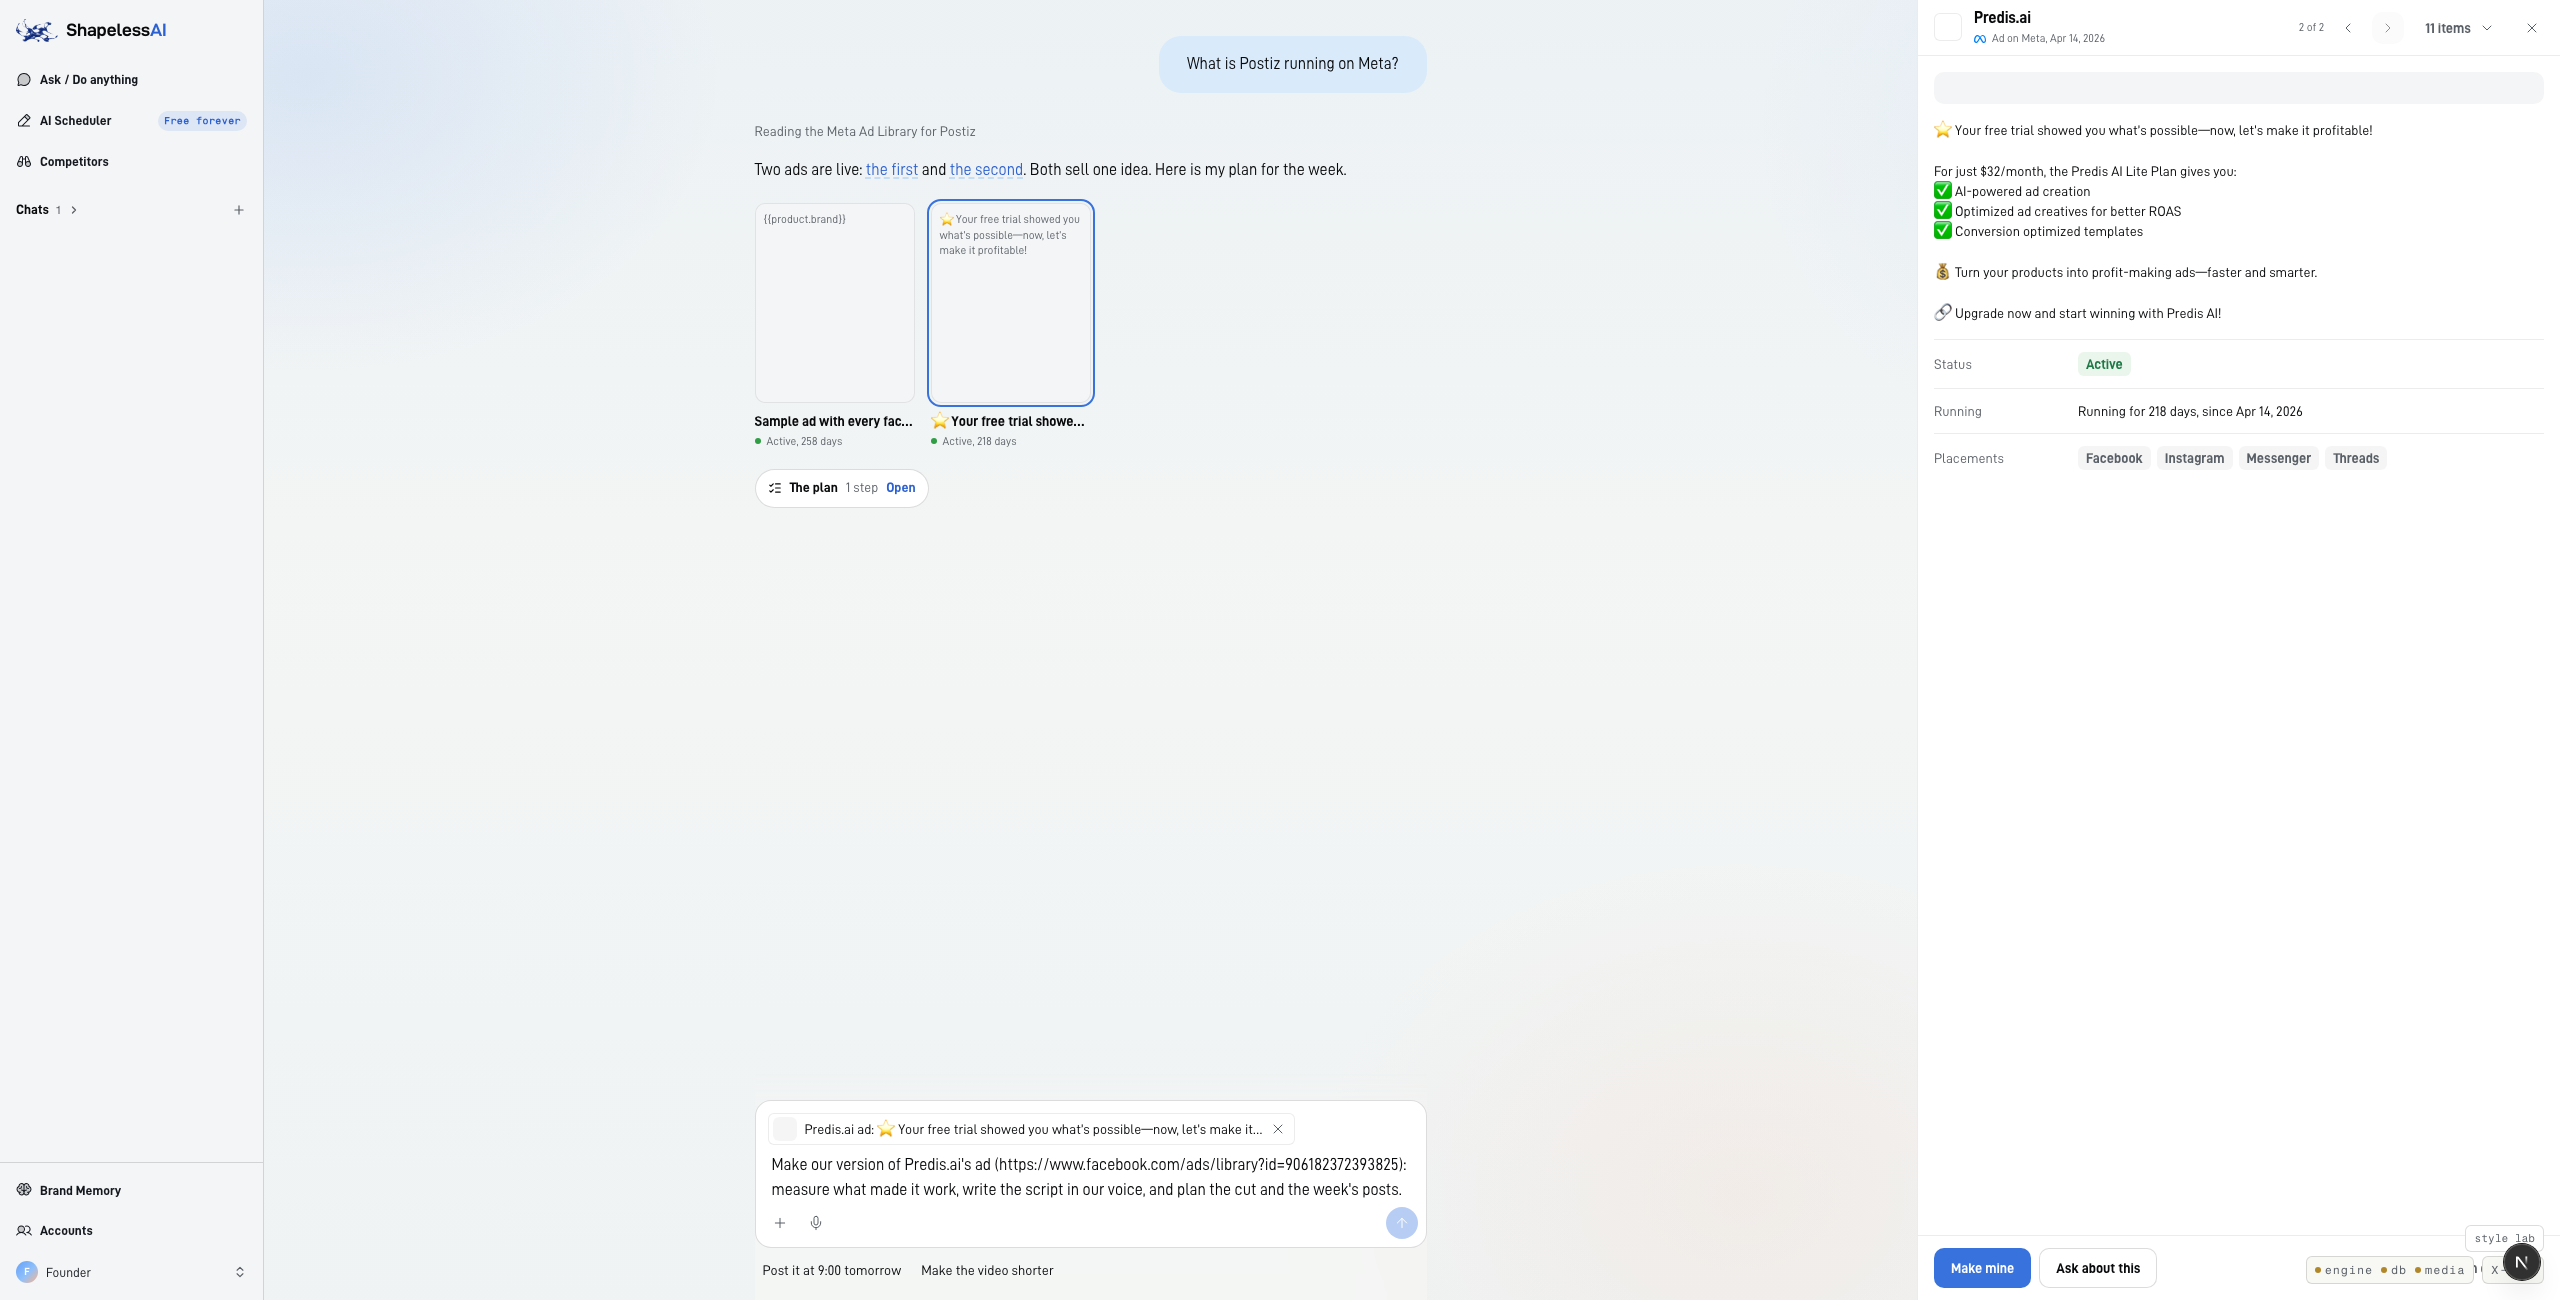 ShapelessAI
Ask / Do anything
AI Scheduler
Free forever
Competitors
Chats 1
Brand Memory
Accounts
F
Founder
What is Postiz running on Meta?
Reading the Meta Ad Library for Postiz
Two ads are live: the first and the second. Both sell one idea. Here is my plan for the week.
{{product.brand}}
⭐ Your free trial showed you
what's possible—now, let's
make it profitable!
Sample ad with every fac...
Active, 258 days
⭐ Your free trial showe...
Active, 218 days
The plan 1 step Open
Predis.ai ad: ⭐ Your free trial showed you what's possible—now, let's make it...
Make our version of Predis.ai's ad (https://www.facebook.com/ads/library?id=906182372393825):
measure what made it work, write the script in our voice, and plan the cut and the week's posts.
Post it at 9:00 tomorrow
Make the video shorter
Predis.ai
Ad on Meta, Apr 14, 2026
2 of 2
11 items
⭐ Your free trial showed you what's possible—now, let's make it profitable!
For just $32/month, the Predis AI Lite Plan gives you:
✅ AI-powered ad creation
✅ Optimized ad creatives for better ROAS
✅ Conversion optimized templates
💰 Turn your products into profit-making ads—faster and smarter.
🔗 Upgrade now and start winning with Predis AI!
Status Active
Running Running for 218 days, since Apr 14, 2026
Placements Facebook Instagram Messenger Threads
Make mine
Ask about this
style lab
engine db media
N